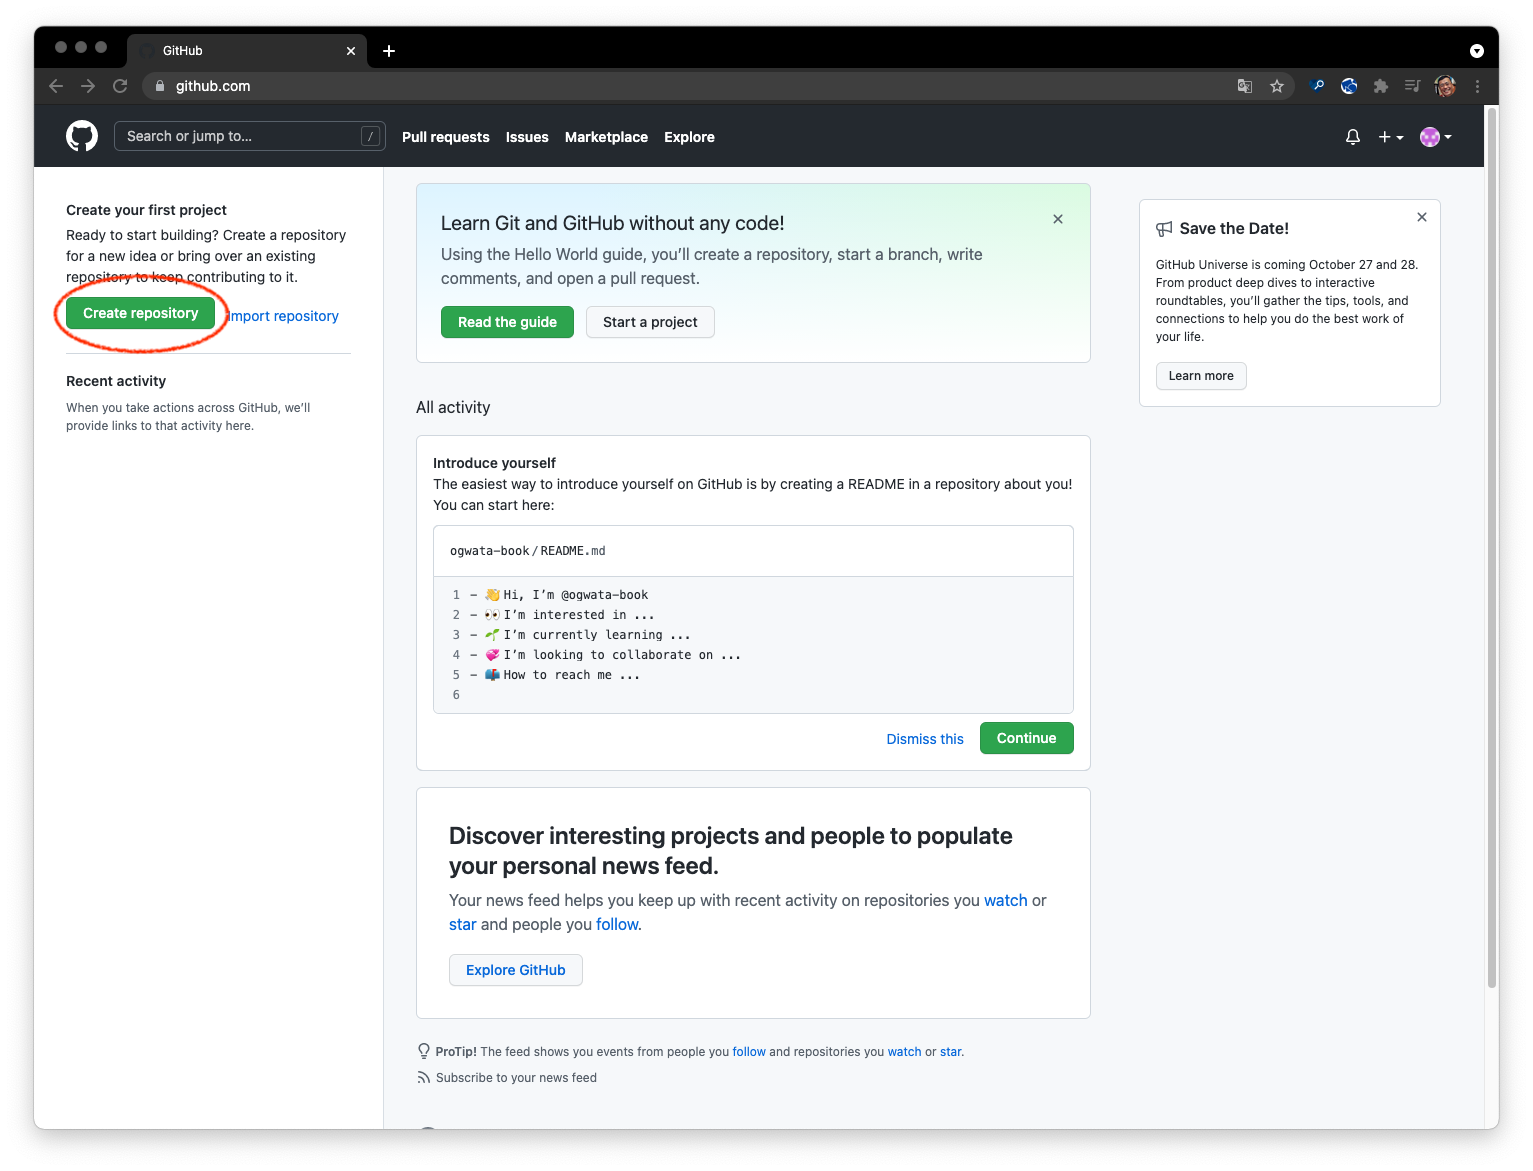 GitHub
github.com
Search or jump to...
/
Pull requests
Issues
Marketplace
Explore
Create your first project
Ready to start building? Create a repository
for a new idea or bring over an existing
repository to keep contributing to it.
Create repository
Import repository
Recent activity
When you take actions across GitHub, we’ll
provide links to that activity here.
Learn Git and GitHub without any code!
Using the Hello World guide, you’ll create a repository, start a branch, write
comments, and open a pull request.
Read the guide
Start a project
All activity
Introduce yourself
The easiest way to introduce yourself on GitHub is by creating a README in a repository about you!
You can start here:
ogwata-book/README.md
1 - 👋 Hi, I’m @ogwata-book
2 - 👀 I’m interested in ...
3 - 🌱 I’m currently learning ...
4 - 💞️ I’m looking to collaborate on ...
5 - 📫 How to reach me ...
6
Dismiss this
Continue
Discover interesting projects and people to populate
your personal news feed.
Your news feed helps you keep up with recent activity on repositories you watch or
star and people you follow.
Explore GitHub
ProTip! The feed shows you events from people you follow and repositories you watch or star.
Subscribe to your news feed
Save the Date!
GitHub Universe is coming October 27 and 28.
From product deep dives to interactive
roundtables, you’ll gather the tips, tools, and
connections to help you do the best work of
your life.
Learn more